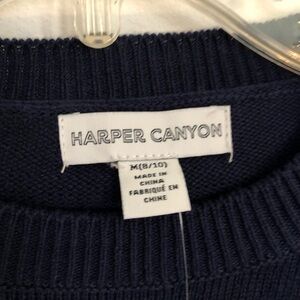 HARPER CANYON
M(8/10)
MADE IN
CHINA
FABRIQUÉ EN
CHINE